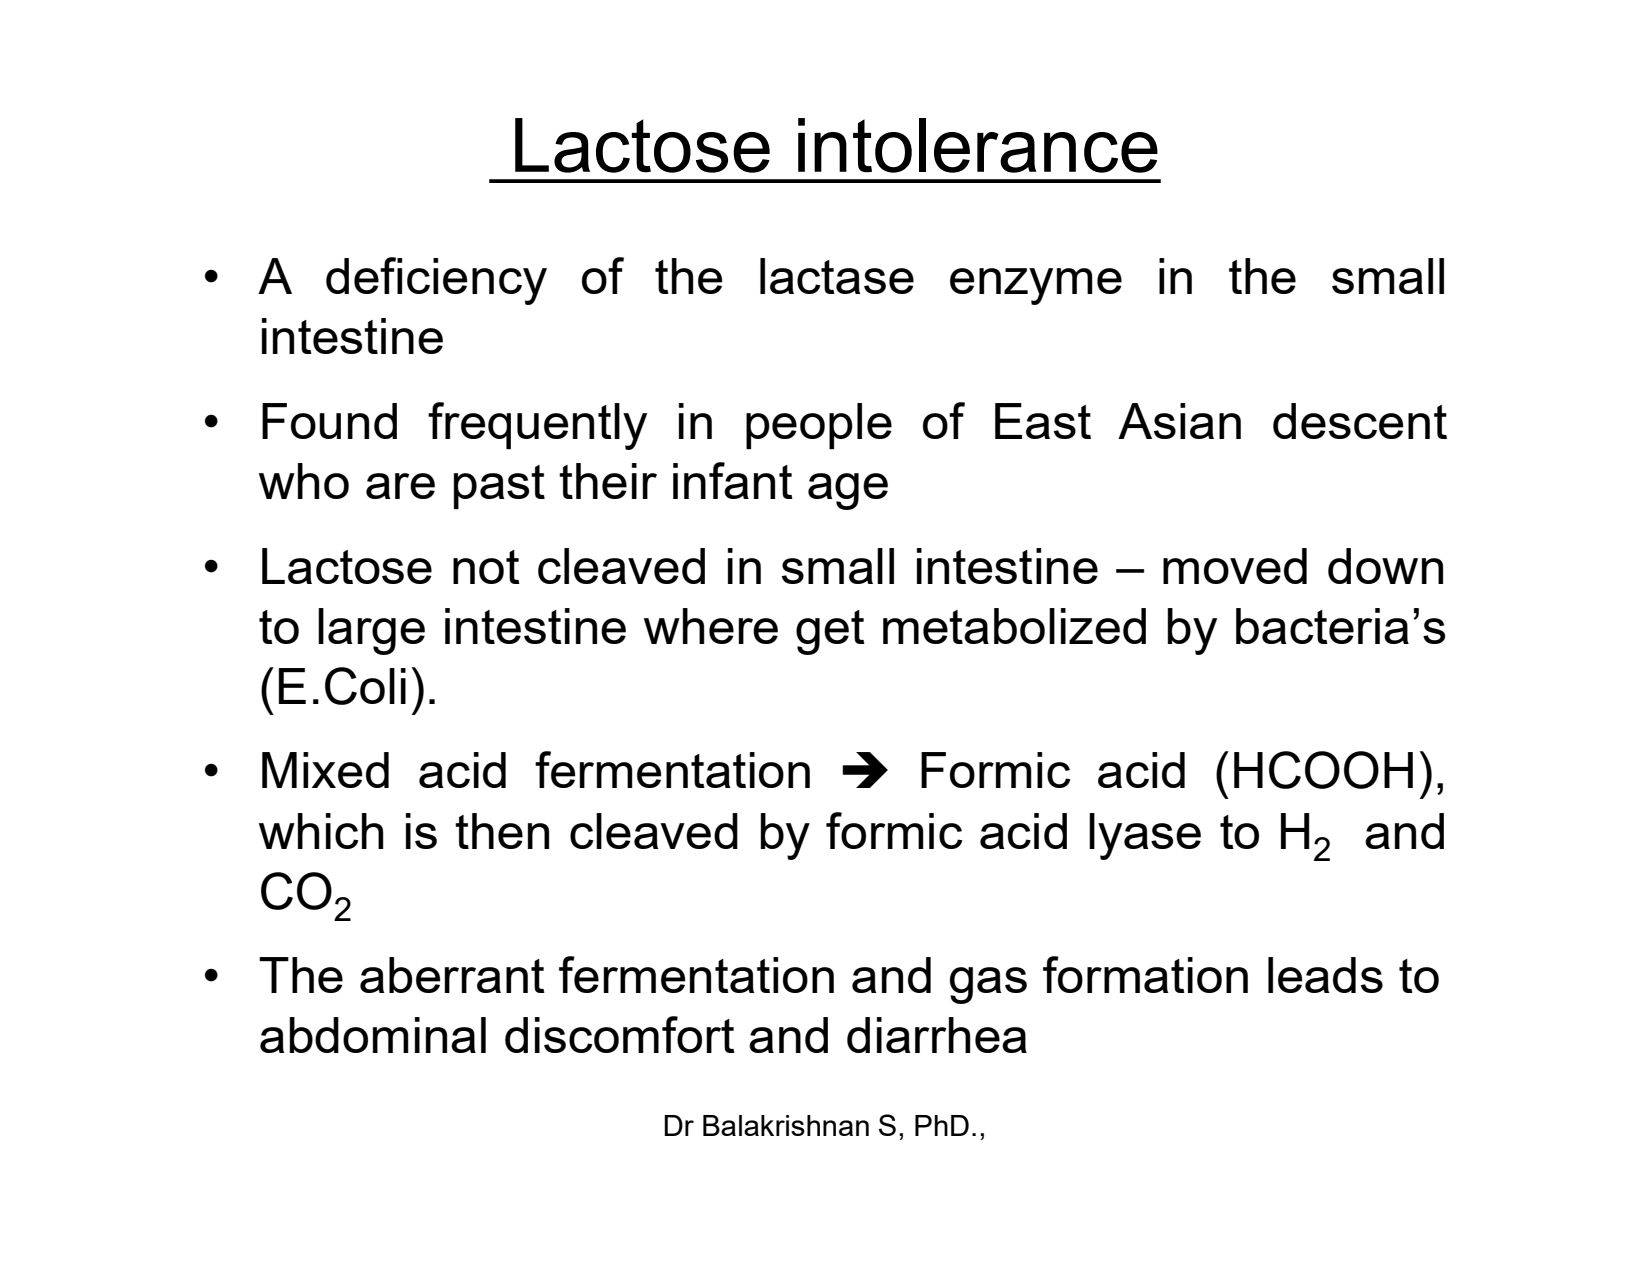 Lactose intolerance
• A deficiency of the lactase enzyme in the small
intestine
• Found frequently in people of East Asian descent
who are past their infant age
• Lactose not cleaved in small intestine – moved down
to large intestine where get metabolized by bacteria’s
(E.Coli).
• Mixed acid fermentation ➔ Formic acid (HCOOH),
which is then cleaved by formic acid lyase to H₂ and
CO₂
• The aberrant fermentation and gas formation leads to
abdominal discomfort and diarrhea
Dr Balakrishnan S, PhD.,